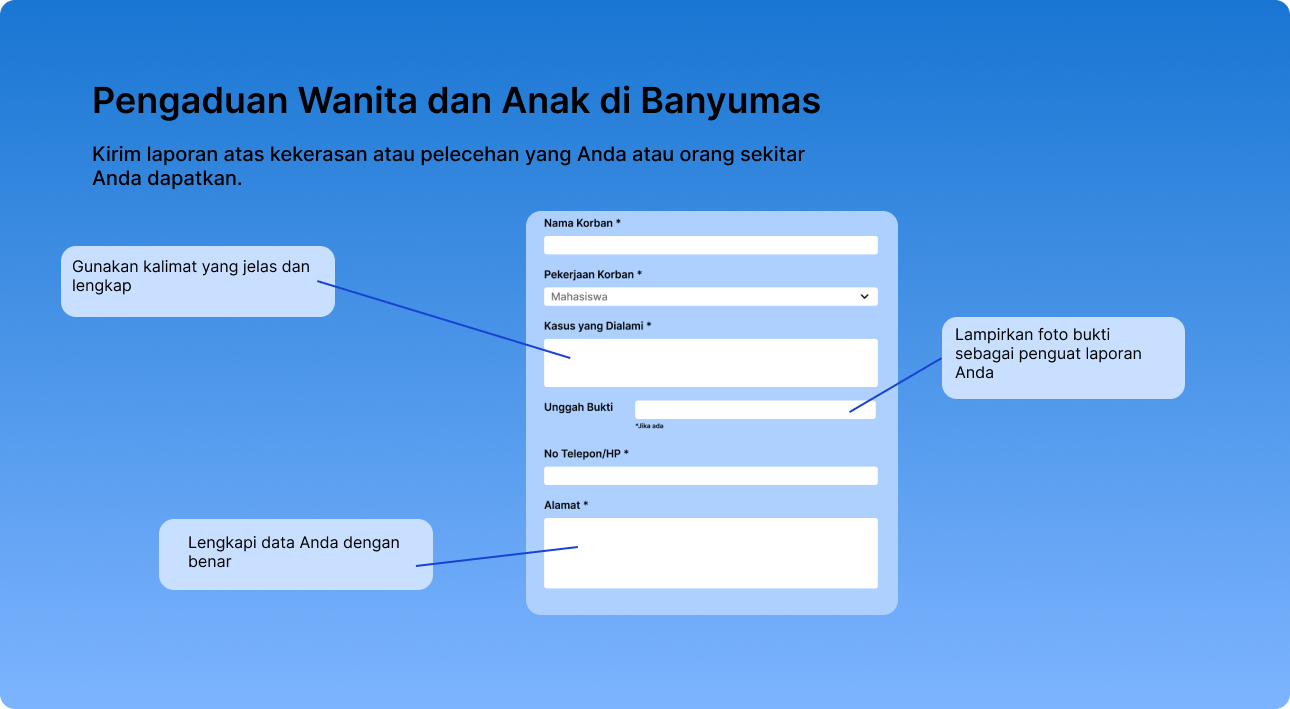 Pengaduan Wanita dan Anak di Banyumas
Kirim laporan atas kekerasan atau pelecehan yang Anda atau orang sekitar
Anda dapatkan.
Gunakan kalimat yang jelas dan
lengkap
Nama Korban *
Pekerjaan Korban *
Mahasiswa
Kasus yang Dialami *
Unggah Bukti
*Jika ada
No Telepon/HP *
Alamat *
Lampirkan foto bukti
sebagai penguat laporan
Anda
Lengkapi data Anda dengan
benar